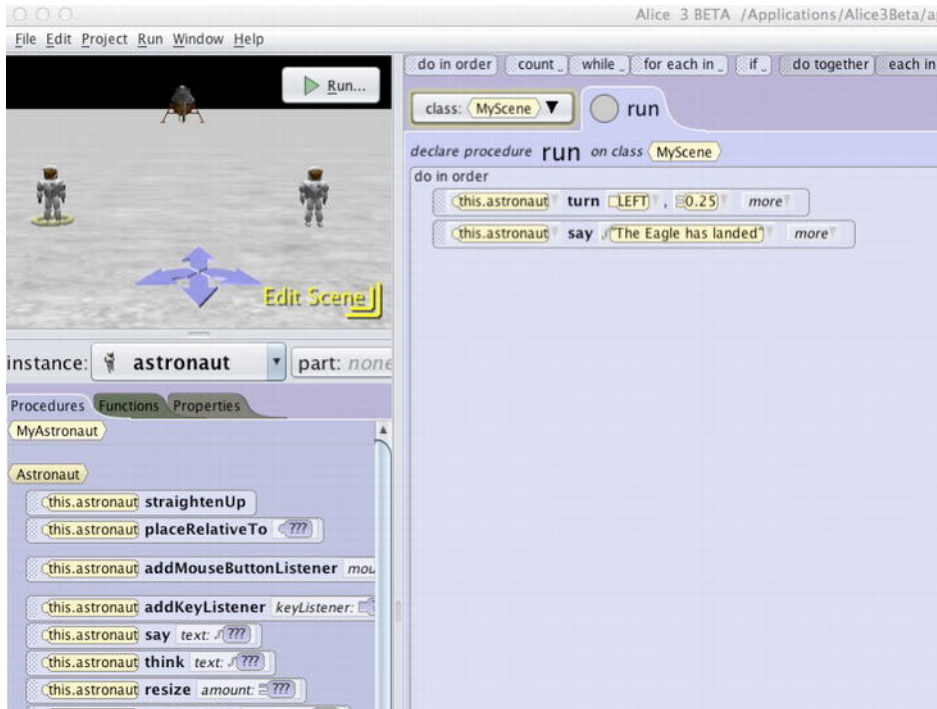 Alice 3 BETA /Applications/Alice3Beta/a
File Edit Project Run Window Help
do in order count _ while _ for each in _ if _ do together each in
Run...
class: MyScene run
declare procedure run on class MyScene
do in order
this.astronaut turn LEFT , 0.25 more
this.astronaut say "The Eagle has landed" more
Edit Scene
instance: astronaut part: none
Procedures Functions Properties
MyAstronaut
Astronaut
this.astronaut straightenUp
this.astronaut placeRelativeTo ???
this.astronaut addMouseButtonListener mou
this.astronaut addKeyListener keyListener:
this.astronaut say text: ???
this.astronaut think text: ???
this.astronaut resize amount: ???